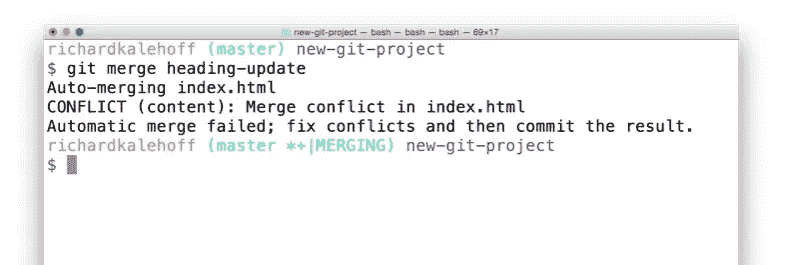 new-git-project — bash — bash — bash — 69×17
richardkalehoff (master) new-git-project
$ git merge heading-update
Auto-merging index.html
CONFLICT (content): Merge conflict in index.html
Automatic merge failed; fix conflicts and then commit the result.
richardkalehoff (master *+|MERGING) new-git-project
$